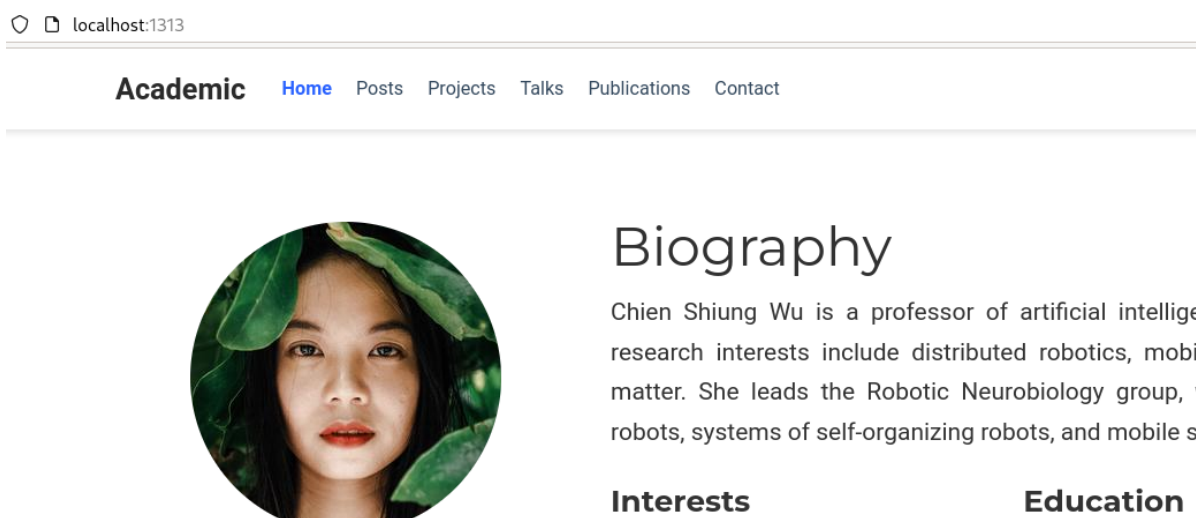 localhost:1313
Academic Home Posts Projects Talks Publications Contact
Biography
Chien Shiung Wu is a professor of artificial
research interests include distributed robotics,
matter. She leads the Robotic Neurobiology group,
robots, systems of self-organizing robots, and mobile
Interests Education